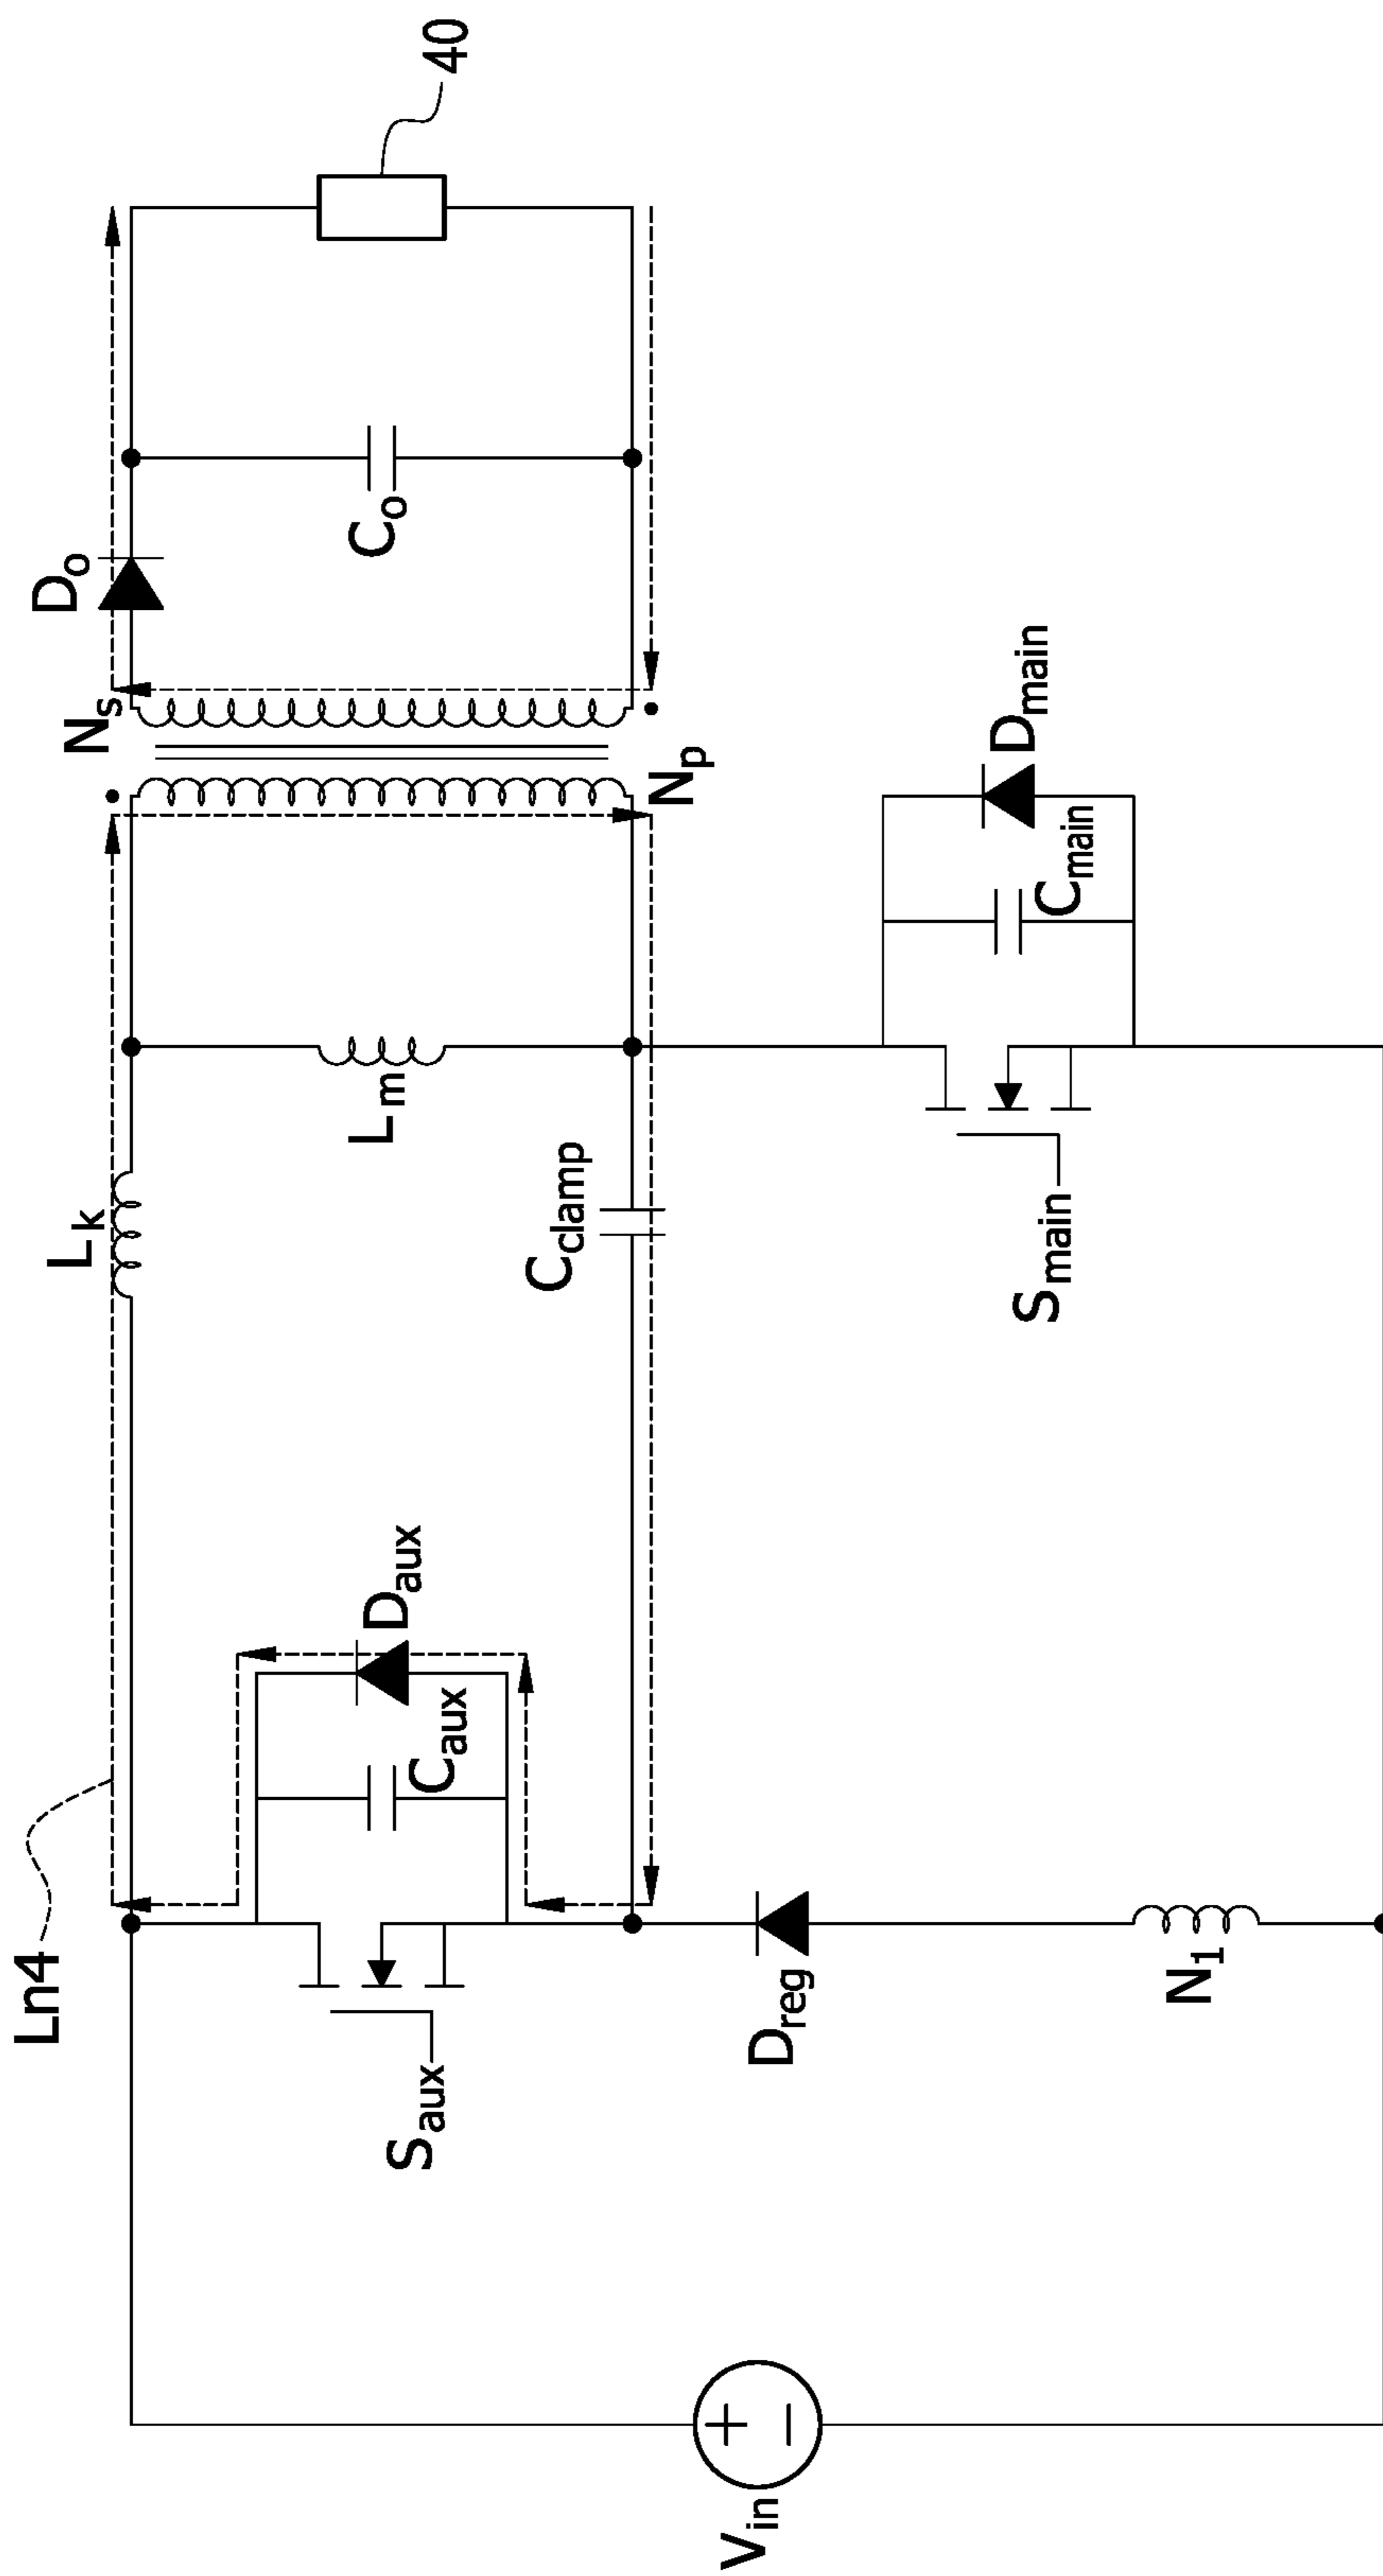 Ln4
Lk
Ns
Do
40
Saux
Caux
Daux
Lm
Co
Cclamp
Np
Vin
Dreg
N1
Smain
Cmain
Dmain